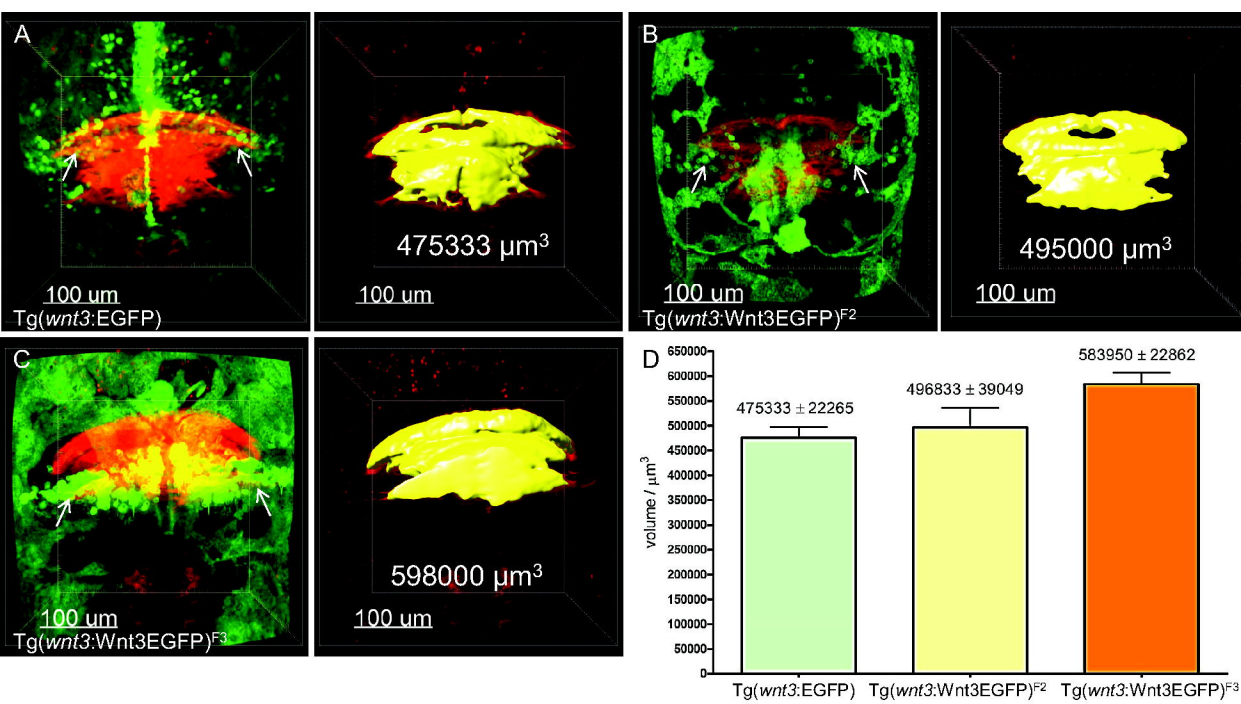 A
475333 µm³
100 um
100 um
Tg(wnt3:EGFP)
B
495000 µm³
100 um
100 um
Tg(wnt3:Wnt3EGFP)F2
C
598000 µm³
100 um
100 um
Tg(wnt3:Wnt3EGFP)F3
D
volume / µm³
650000
600000
550000
500000
450000
400000
350000
300000
250000
200000
150000
100000
50000
0
475333 ± 22265
496833 ± 39049
583950 ± 22862
Tg(wnt3:EGFP) Tg(wnt3:Wnt3EGFP)F2 Tg(wnt3:Wnt3EGFP)F3